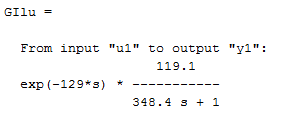 GIlu =
From input "u1" to output "y1":
119.1
exp(-129*s) * -----------
348.4 s + 1